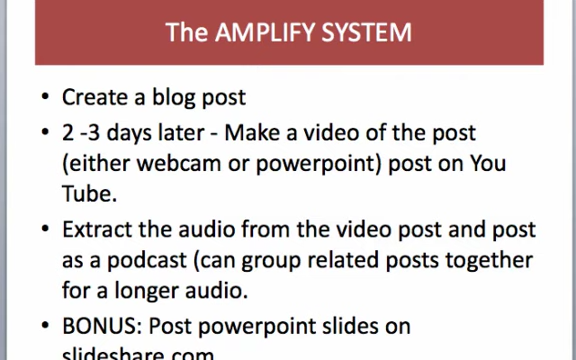 The AMPLIFY SYSTEM
• Create a blog post
• 2 -3 days later - Make a video of the post
(either webcam or powerpoint) post on You
Tube.
• Extract the audio from the video post and post
as a podcast (can group related posts together
for a longer audio.
• BONUS: Post powerpoint slides on
slideshare.com